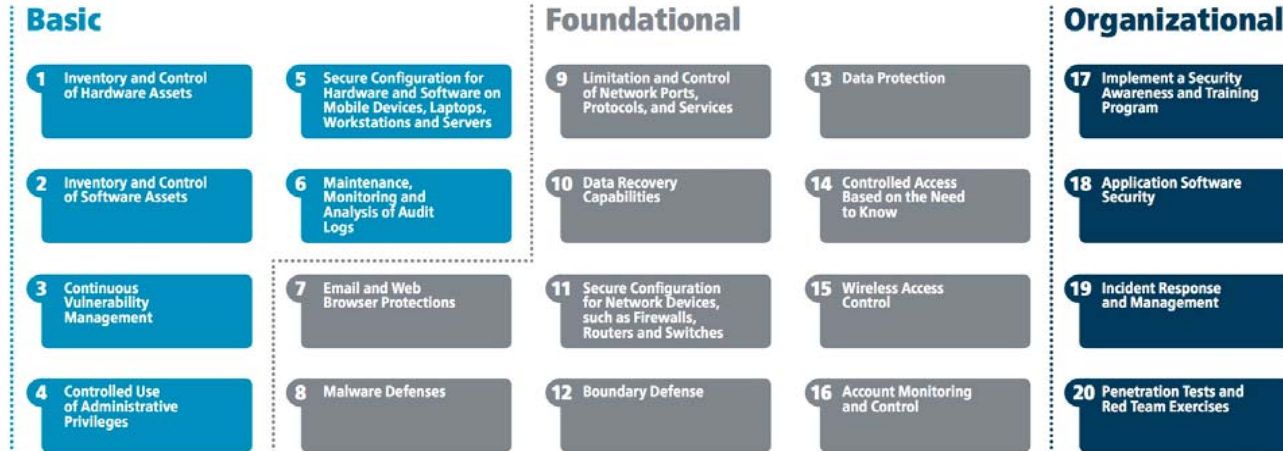 Basic
Foundational
Organizational
1 Inventory and Control
of Hardware Assets
2 Inventory and Control
of Software Assets
3 Continuous
Vulnerability
Management
4 Controlled Use
of Administrative
Privileges
5 Secure Configuration for
Hardware and Software on
Mobile Devices, Laptops,
Workstations and Servers
6 Maintenance,
Monitoring and
Analysis of Audit
Logs
7 Email and Web
Browser Protections
8 Malware Defenses
9 Limitation and Control
of Network Ports,
Protocols, and Services
10 Data Recovery
Capabilities
11 Secure Configuration
for Network Devices,
such as Firewalls,
Routers and Switches
12 Boundary Defense
13 Data Protection
14 Controlled Access
Based on the Need
to Know
15 Wireless Access
Control
16 Account Monitoring
and Control
17 Implement a Security
Awareness and Training
Program
18 Application Software
Security
19 Incident Response
and Management
20 Penetration Tests and
Red Team Exercises